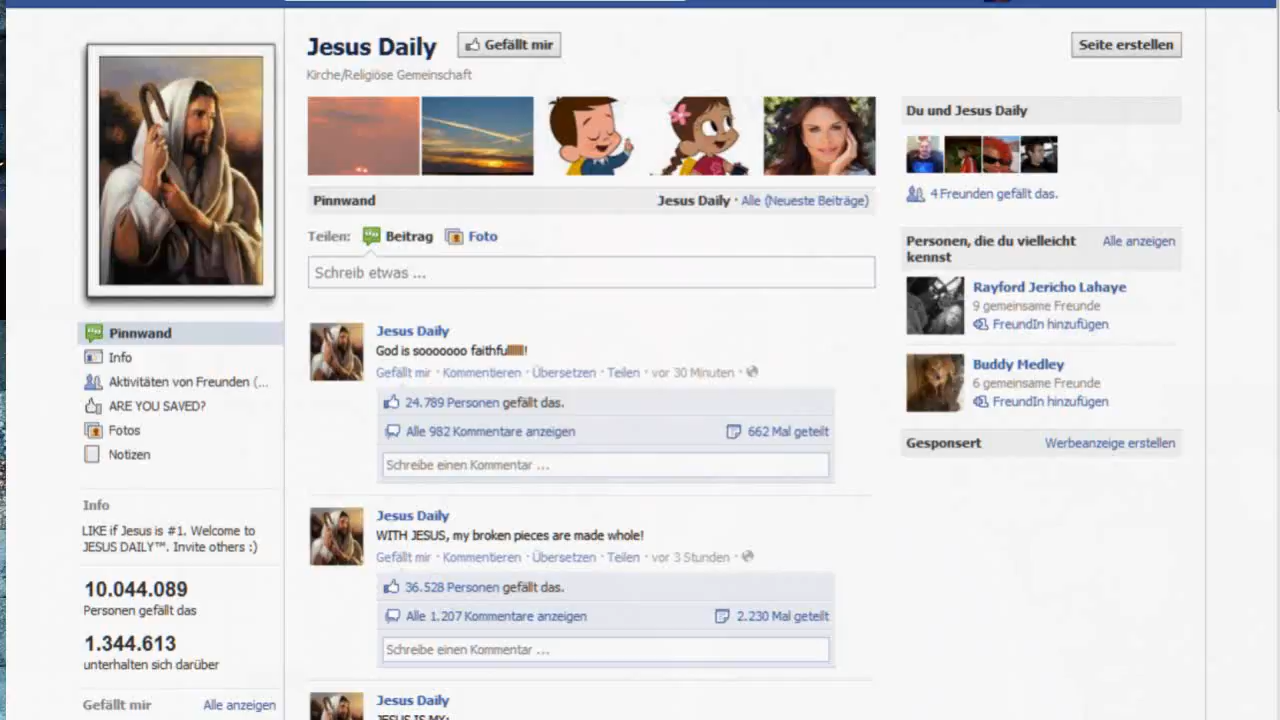 Jesus Daily
Gefällt mir
Seite erstellen
Kirche/Religiöse Gemeinschaft
Pinnwand
Jesus Daily · Alle (Neueste Beiträge)
Teilen: Beitrag Foto
Schreib etwas ...
Jesus Daily
God is sooooooo faithfullllll!
Gefällt mir · Kommentieren · Übersetzen · Teilen · vor 30 Minuten ·
24.789 Personen gefällt das.
Alle 982 Kommentare anzeigen
662 Mal geteilt
Schreibe einen Kommentar ...
Jesus Daily
WITH JESUS, my broken pieces are made whole!
Gefällt mir · Kommentieren · Übersetzen · Teilen · vor 3 Stunden ·
36.528 Personen gefällt das.
Alle 1.207 Kommentare anzeigen
2.230 Mal geteilt
Schreibe einen Kommentar ...
Jesus Daily
JESUS IS MY:
Pinnwand
Info
Aktivitäten von Freunden (...
ARE YOU SAVED?
Fotos
Notizen
Info
LIKE if Jesus is #1. Welcome to
JESUS DAILY™. Invite others :)
10.044.089
Personen gefällt das
1.344.613
unterhalten sich darüber
Gefällt mir
Alle anzeigen
Du und Jesus Daily
4 Freunden gefällt das.
Personen, die du vielleicht
kennst
Alle anzeigen
Rayford Jericho Lahaye
9 gemeinsame Freunde
FreundIn hinzufügen
Buddy Medley
6 gemeinsame Freunde
FreundIn hinzufügen
Gesponsert
Werbeanzeige erstellen